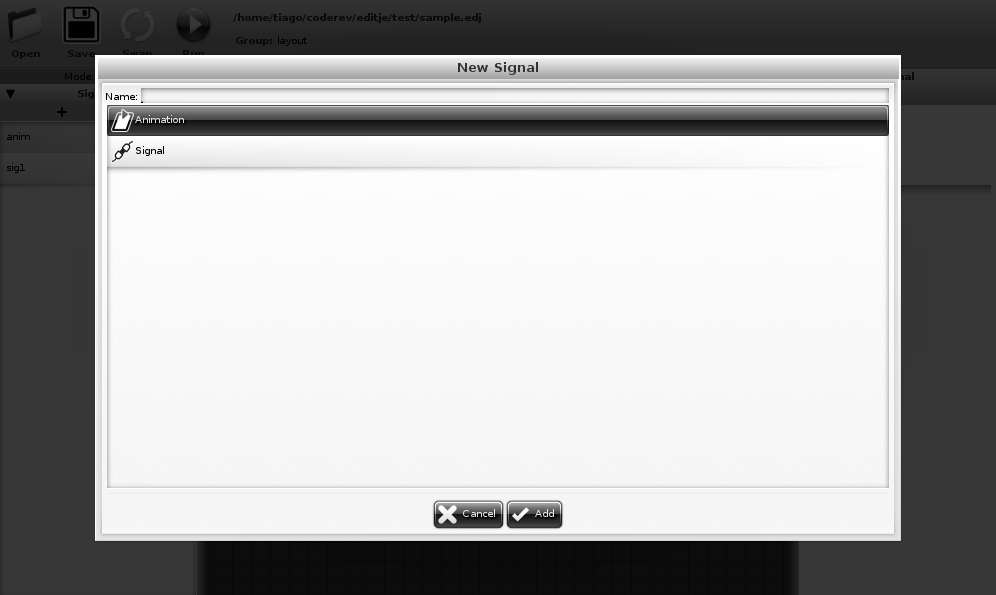 /home/tiago/coderev/editje/test/sample.edj
Group: layout
Open
Save
Swap
Run
Mode:
Sig
nal
+
anim
sig1
New Signal
Name:
Animation
Signal
Cancel
Add